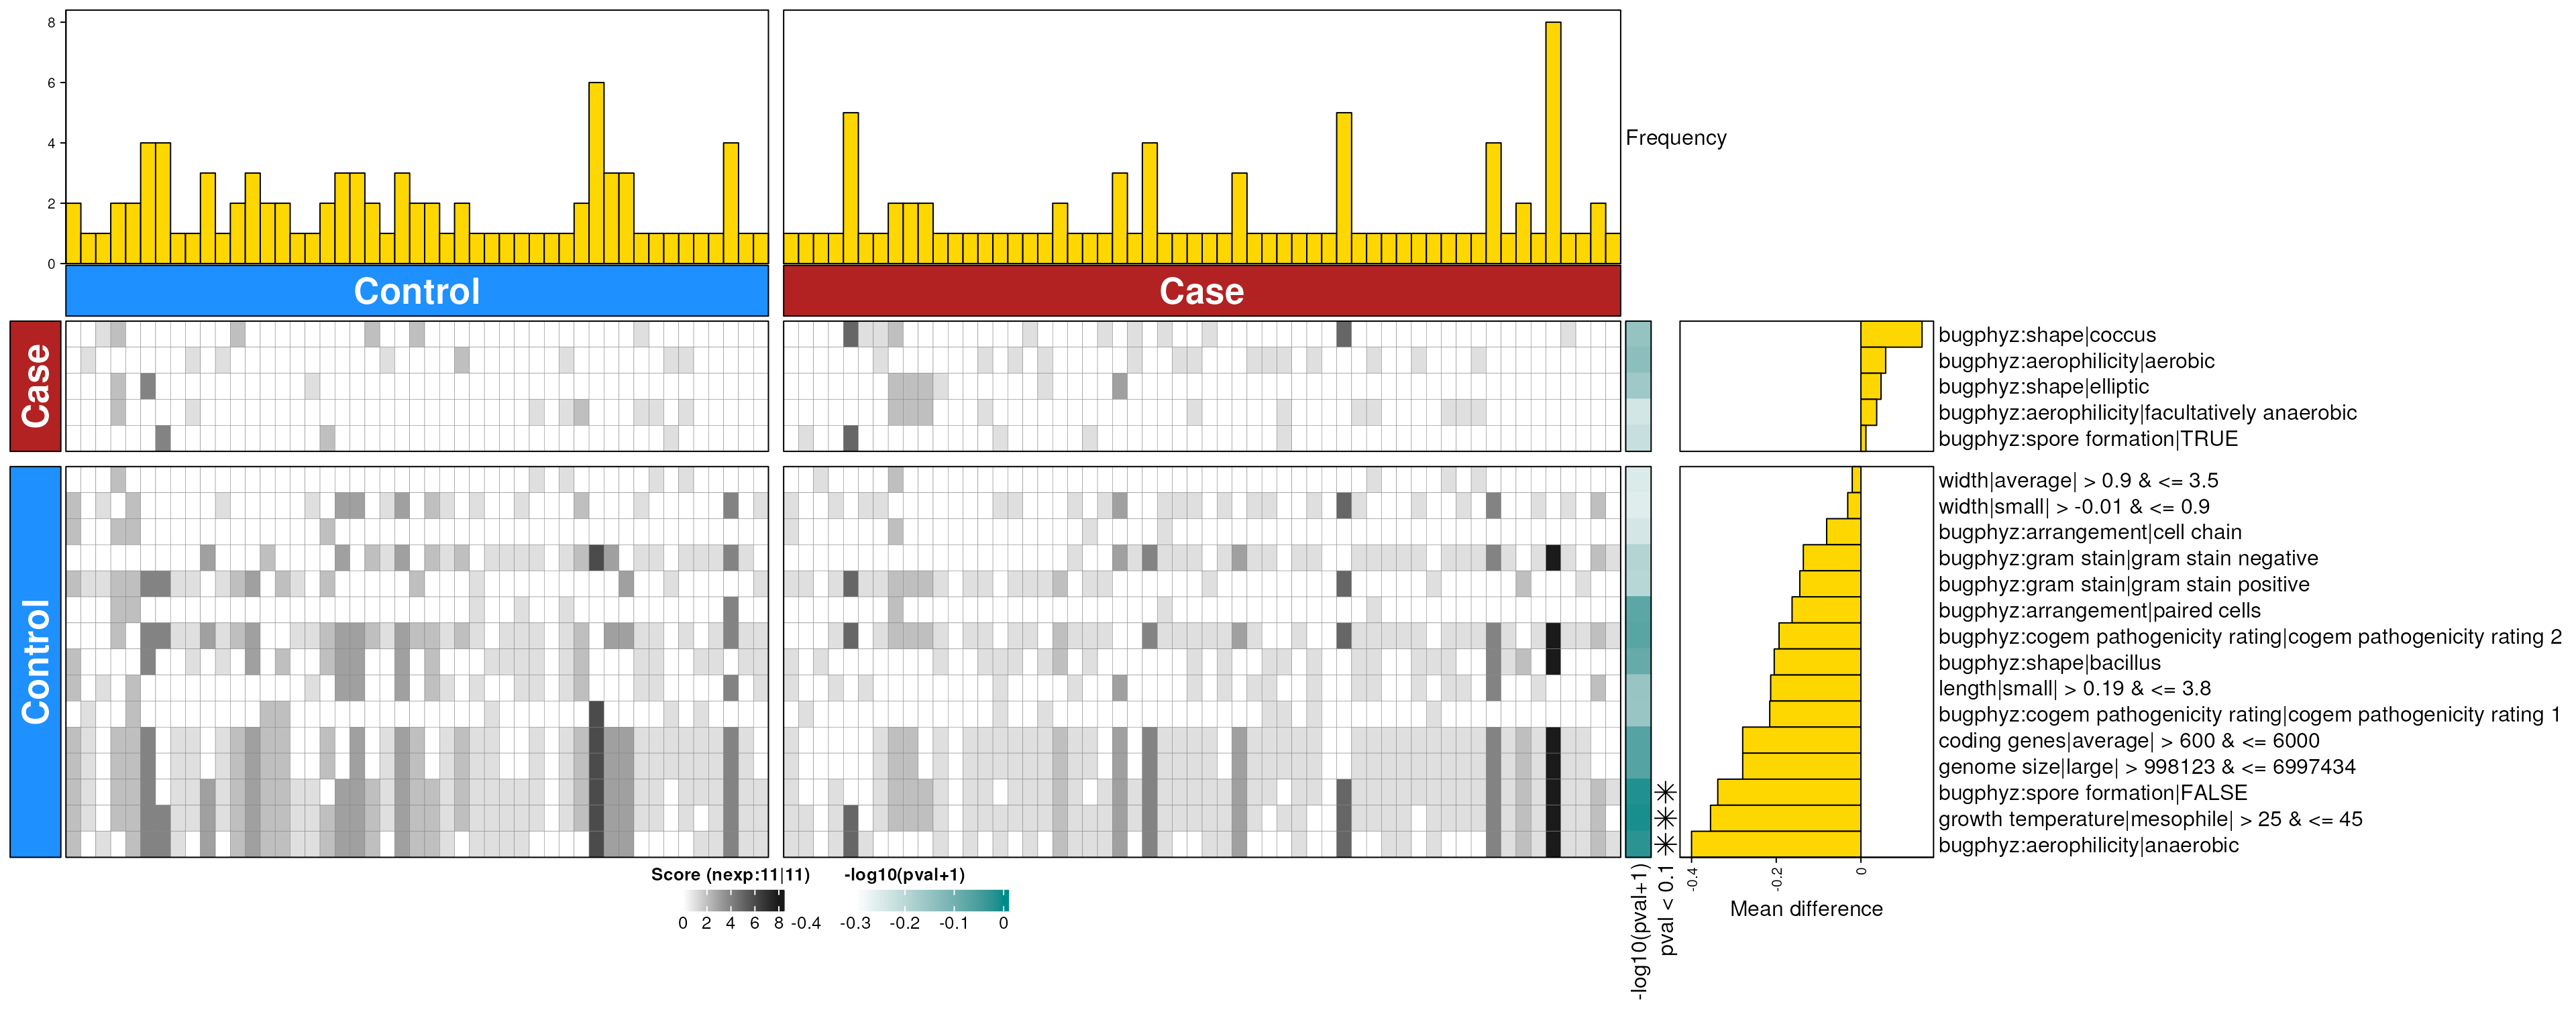 8
6
4
2
0
Frequency
Control
Case
Case
bugphyz:shape|coccus
bugphyz:aerophilicity|aerobic
bugphyz:shape|elliptic
bugphyz:aerophilicity|facultatively anaerobic
bugphyz:spore formation|TRUE
Control
width|average| > 0.9 & <= 3.5
width|small| > -0.01 & <= 0.9
bugphyz:arrangement|cell chain
bugphyz:gram stain|gram stain negative
bugphyz:gram stain|gram stain positive
bugphyz:arrangement|paired cells
bugphyz:cogem pathogenicity rating|cogem pathogenicity rating 2
bugphyz:shape|bacillus
length|small| > 0.19 & <= 3.8
bugphyz:cogem pathogenicity rating|cogem pathogenicity rating 1
coding genes|average| > 600 & <= 6000
genome size|large| > 998123 & <= 6997434
bugphyz:spore formation|FALSE
growth temperature|mesophile| > 25 & <= 45
bugphyz:aerophilicity|anaerobic
-log10(pval+1)
pval < 0.1
-0.4
-0.2
0
Mean difference
Score (nexp:11|11)
0 2 4 6 8
-log10(pval+1)
-0.4 -0.3 -0.2 -0.1 0